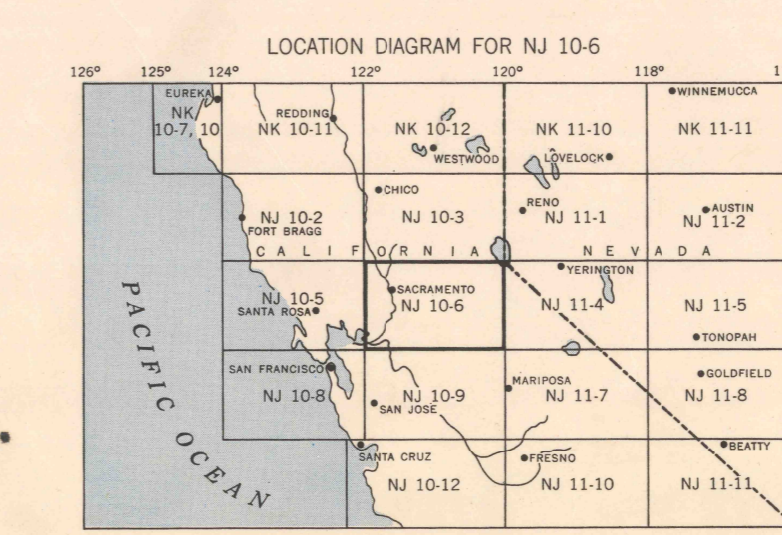 LOCATION DIAGRAM FOR NJ 10-6
126° 125° 124° 122° 120° 118° 1
EUREKA
NK
10-7, 10
REDDING
NK 10-11
NK 10-12
WESTWOOD
NK 11-10
LOVELOCK
WINNEMUCCA
NK 11-11
CHICO
NJ 10-2
FORT BRAGG
NJ 10-3
RENO
NJ 11-1
AUSTIN
NJ 11-2
CALIFORNIA
NEVADA
NJ 10-5
SANTA ROSA
SACRAMENTO
NJ 10-6
YERINGTON
NJ 11-4
NJ 11-5
TONOPAH
SAN FRANCISCO
NJ 10-8
NJ 10-9
SAN JOSE
MARIPOSA
NJ 11-7
GOLDFIELD
NJ 11-8
SANTA CRUZ
NJ 10-12
FRESNO
NJ 11-10
BEATTY
NJ 11-11
PACIFIC OCEAN